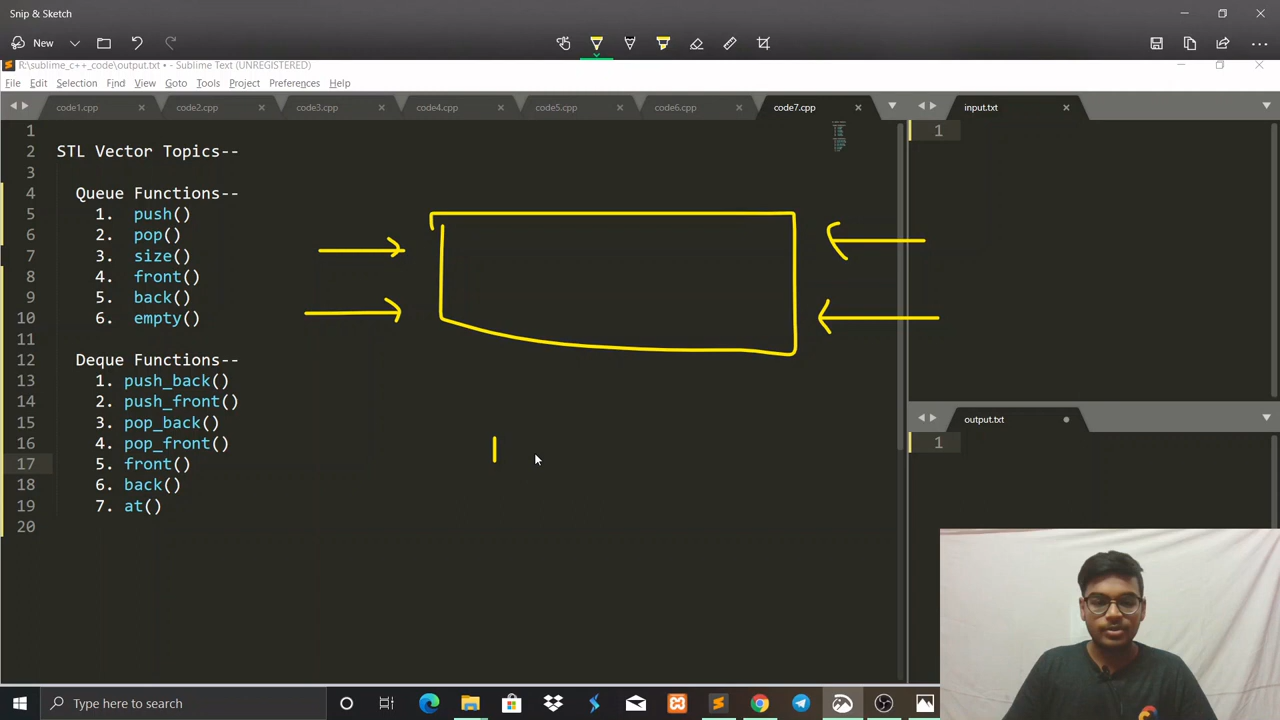 Snip & Sketch
New
R:\sublime_c++_code\output.txt • - Sublime Text (UNREGISTERED)
File Edit Selection Find View Goto Tools Project Preferences Help
code1.cpp code2.cpp code3.cpp code4.cpp code5.cpp code6.cpp code7.cpp input.txt
1
2 STL Vector Topics--
3
4 Queue Functions--
5 1. push()
6 2. pop()
7 3. size()
8 4. front()
9 5. back()
10 6. empty()
11
12 Deque Functions--
13 1. push_back()
14 2. push_front()
15 3. pop_back()
16 4. pop_front()
17 5. front()
18 6. back()
19 7. at()
20
1
output.txt
1
Type here to search